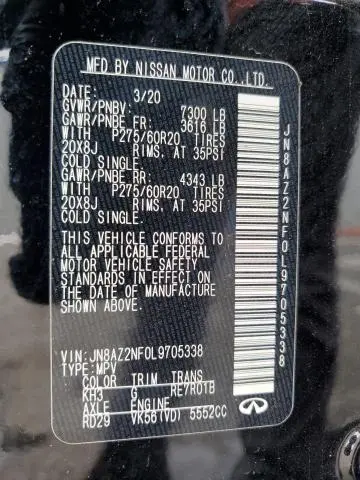 MFD BY NISSAN MOTOR CO.,LTD.
DATE: 3/20
GVWR/PNBV: 7300 LB
GAWR/PNBE FR: 3616 LB
WITH P275/60R20 TIRES
20X8J RIMS, AT 35PSI
COLD SINGLE.
GAWR/PNBE RR: 4343 LB
WITH P275/60R20 TIRES
20X8J RIMS, AT 35PSI
COLD SINGLE.
THIS VEHICLE CONFORMS TO
ALL APPLICABLE FEDERAL
MOTOR VEHICLE SAFETY
STANDARDS IN EFFECT ON
THE DATE OF MANUFACTURE
SHOWN ABOVE.
VIN: JN8AZ2NF0L9705338
TYPE: MPV
COLOR TRIM TRANS
KH3 G RE7R01B
AXLE ENGINE
RD29 VK56(VD) 5552CC
JN8AZ2NF0L9705338
INFINITI